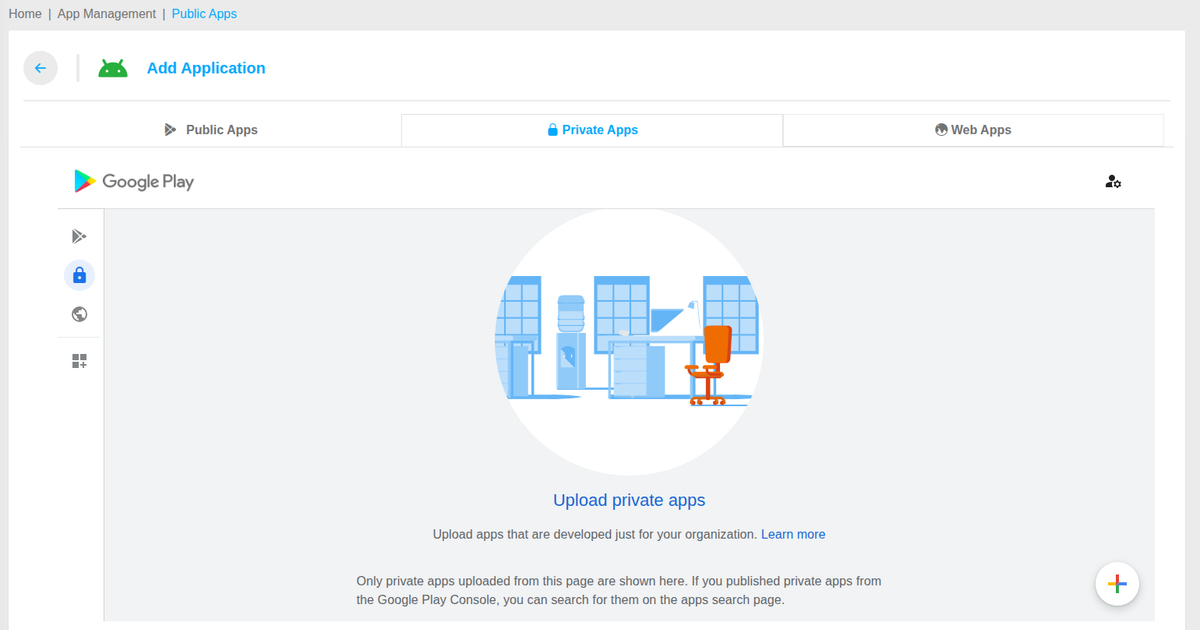 Home | App Management | Public Apps
Add Application
Public Apps
Private Apps
Web Apps
Google Play
Upload private apps
Upload apps that are developed just for your organization. Learn more
Only private apps uploaded from this page are shown here. If you published private apps from
the Google Play Console, you can search for them on the apps search page.